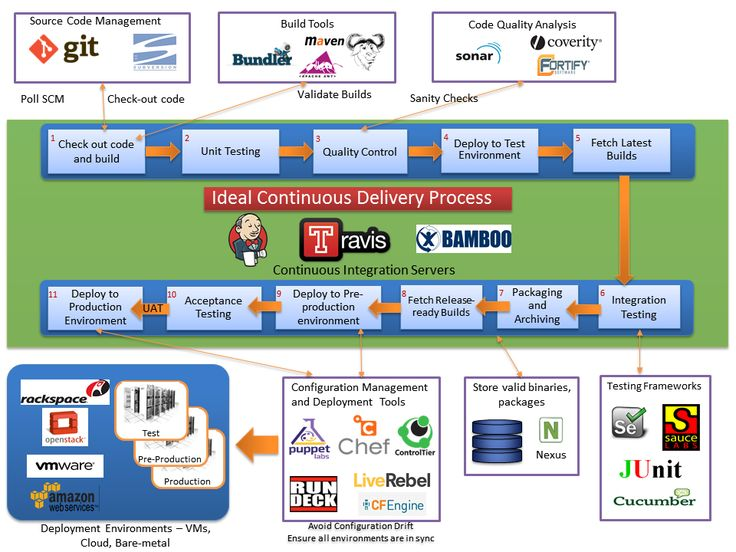 Source Code Management
git
SUBVERSION
Build Tools
Bundler
maven
APACHE ANT
Code Quality Analysis
sonar
coverity
FORTIFY
SOFTWARE
Poll SCM
Check-out code
Validate Builds
Sanity Checks
1
Check out code
and build
2
Unit Testing
3
Quality Control
4
Deploy to Test
Environment
5
Fetch Latest
Builds
Ideal Continuous Delivery Process
Travis
BAMBOO
Continuous Integration Servers
11
Deploy to
Production
Environment
UAT
10
Acceptance
Testing
9
Deploy to Pre-
production
environment
8
Fetch Release-
ready Builds
7
Packaging
and
Archiving
6
Integration
Testing
rackspace
openstack
vmware
amazon
webservices™
Test
Pre-Production
Production
Deployment Environments – VMs,
Cloud, Bare-metal
Configuration Management
and Deployment Tools
puppet
labs
Chef
ControlTier
RUN
DECK
LiveRebel
CFEngine
Avoid Configuration Drift
Ensure all environments are in sync
Store valid binaries,
packages
N
Nexus
Testing Frameworks
Se
S
SAUCE
LABS
JUnit
Cucumber